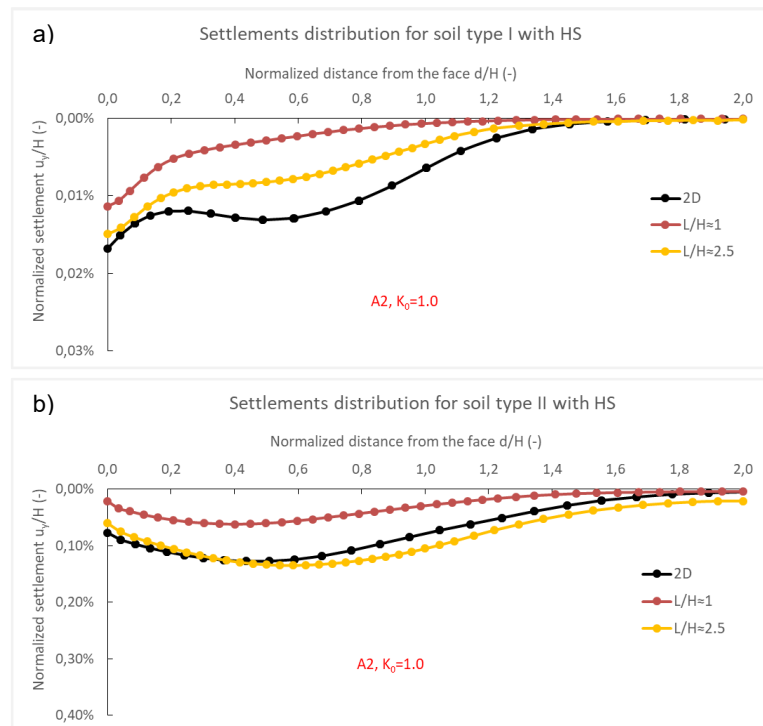 a)
Settlements distribution for soil type I with HS
Normalized distance from the face d/H (-)
0,0 0,2 0,4 0,6 0,8 1,0 1,2 1,4 1,6 1,8 2,0
Normalized settlement uy/H (-)
0,00%
0,01%
0,02%
0,03%
2D
L/H≈1
L/H≈2.5
A2, K0=1.0
b)
Settlements distribution for soil type II with HS
Normalized distance from the face d/H (-)
0,0 0,2 0,4 0,6 0,8 1,0 1,2 1,4 1,6 1,8 2,0
Normalized settlement uy/H (-)
0,00%
0,10%
0,20%
0,30%
0,40%
2D
L/H≈1
L/H≈2.5
A2, K0=1.0